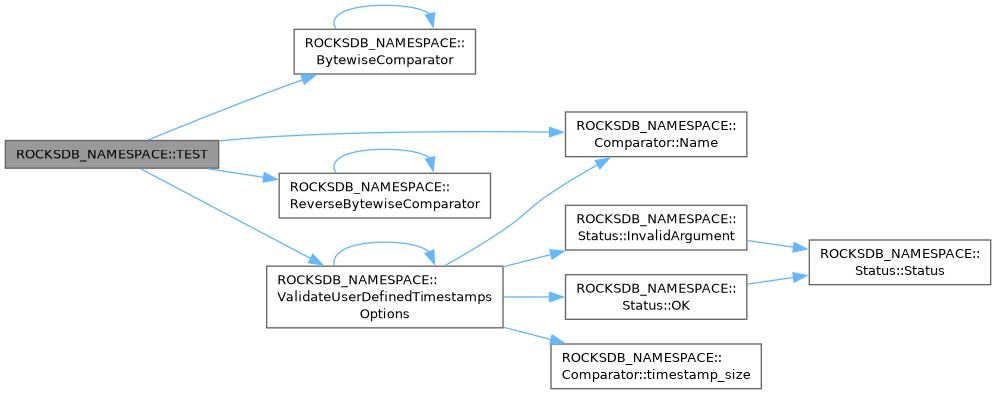 ROCKSDB_NAMESPACE::TEST
ROCKSDB_NAMESPACE::
BytewiseComparator
ROCKSDB_NAMESPACE::
Comparator::Name
ROCKSDB_NAMESPACE::
ReverseBytewiseComparator
ROCKSDB_NAMESPACE::
ValidateUserDefinedTimestamps
Options
ROCKSDB_NAMESPACE::
Status::InvalidArgument
ROCKSDB_NAMESPACE::
Status::OK
ROCKSDB_NAMESPACE::
Comparator::timestamp_size
ROCKSDB_NAMESPACE::
Status::Status